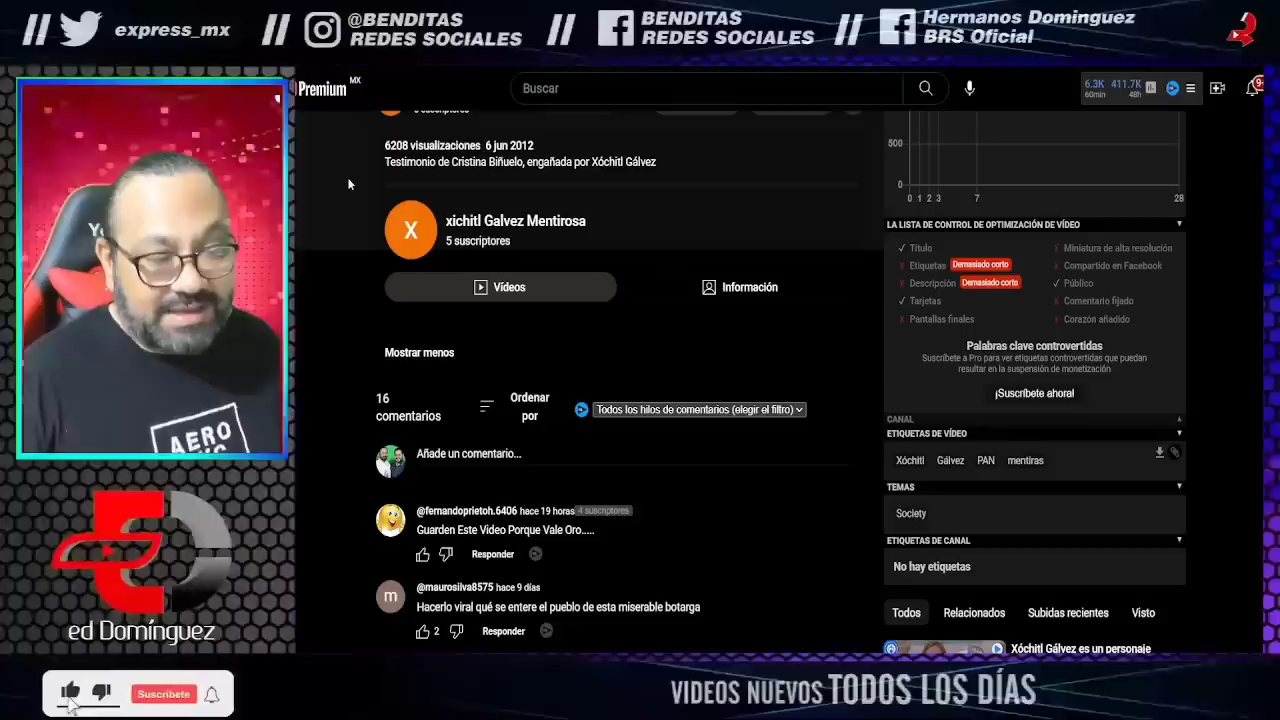 express_mx
@BENDITAS
REDES SOCIALES
BENDITAS
REDES SOCIALES
Hermanos Dominguez
BRS Oficial
Premium MX
Buscar
6.3K 411.7K
60min 48h
6208 visualizaciones 6 jun 2012
Testimonio de Cristina Biñuelo, engañada por Xóchitl Gálvez
X
xichitl Galvez Mentirosa
5 suscriptores
Vídeos
Información
Mostrar menos
16
comentarios
Ordenar
por
Todos los hilos de comentarios (elegir el filtro)
Añade un comentario...
@fernandoprietoh.6406 hace 19 horas 4 suscriptores
Guarden Este Video Porque Vale Oro.....
Responder
m
@maurosilva8575 hace 9 días
Hacerlo viral qué se entere el pueblo de esta miserable botarga
2
Responder
500
0
0 1 2 3 7 28
LA LISTA DE CONTROL DE OPTIMIZACIÓN DE VÍDEO
Título
Miniatura de alta resolución
Etiquetas Demasiado corto
Compartido en Facebook
Descripción Demasiado corto
Público
Tarjetas
Comentario fijado
Pantallas finales
Corazón añadido
Palabras clave controvertidas
Suscríbete a Pro para ver etiquetas controvertidas que puedan
resultar en la suspensión de monetización
¡Suscríbete ahora!
CANAL
ETIQUETAS DE VÍDEO
Xóchitl Gálvez PAN mentiras
TEMAS
Society
ETIQUETAS DE CANAL
No hay etiquetas
Todos Relacionados Subidas recientes Visto
Xóchitl Gálvez es un personaje
AERO
ed Domínguez
Suscríbete
VIDEOS NUEVOS TODOS LOS DÍAS